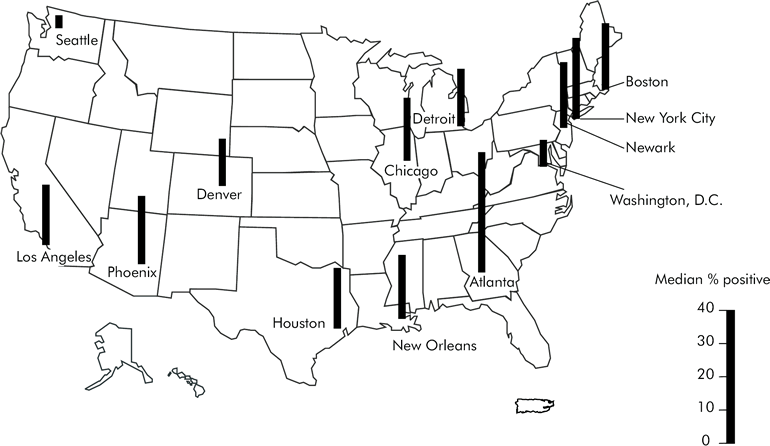 Seattle
Boston
Detroit
New York City
Newark
Chicago
Denver
Washington, D.C.
Los Angeles
Phoenix
Atlanta
Median % positive
40
Houston
30
New Orleans
20
10
0